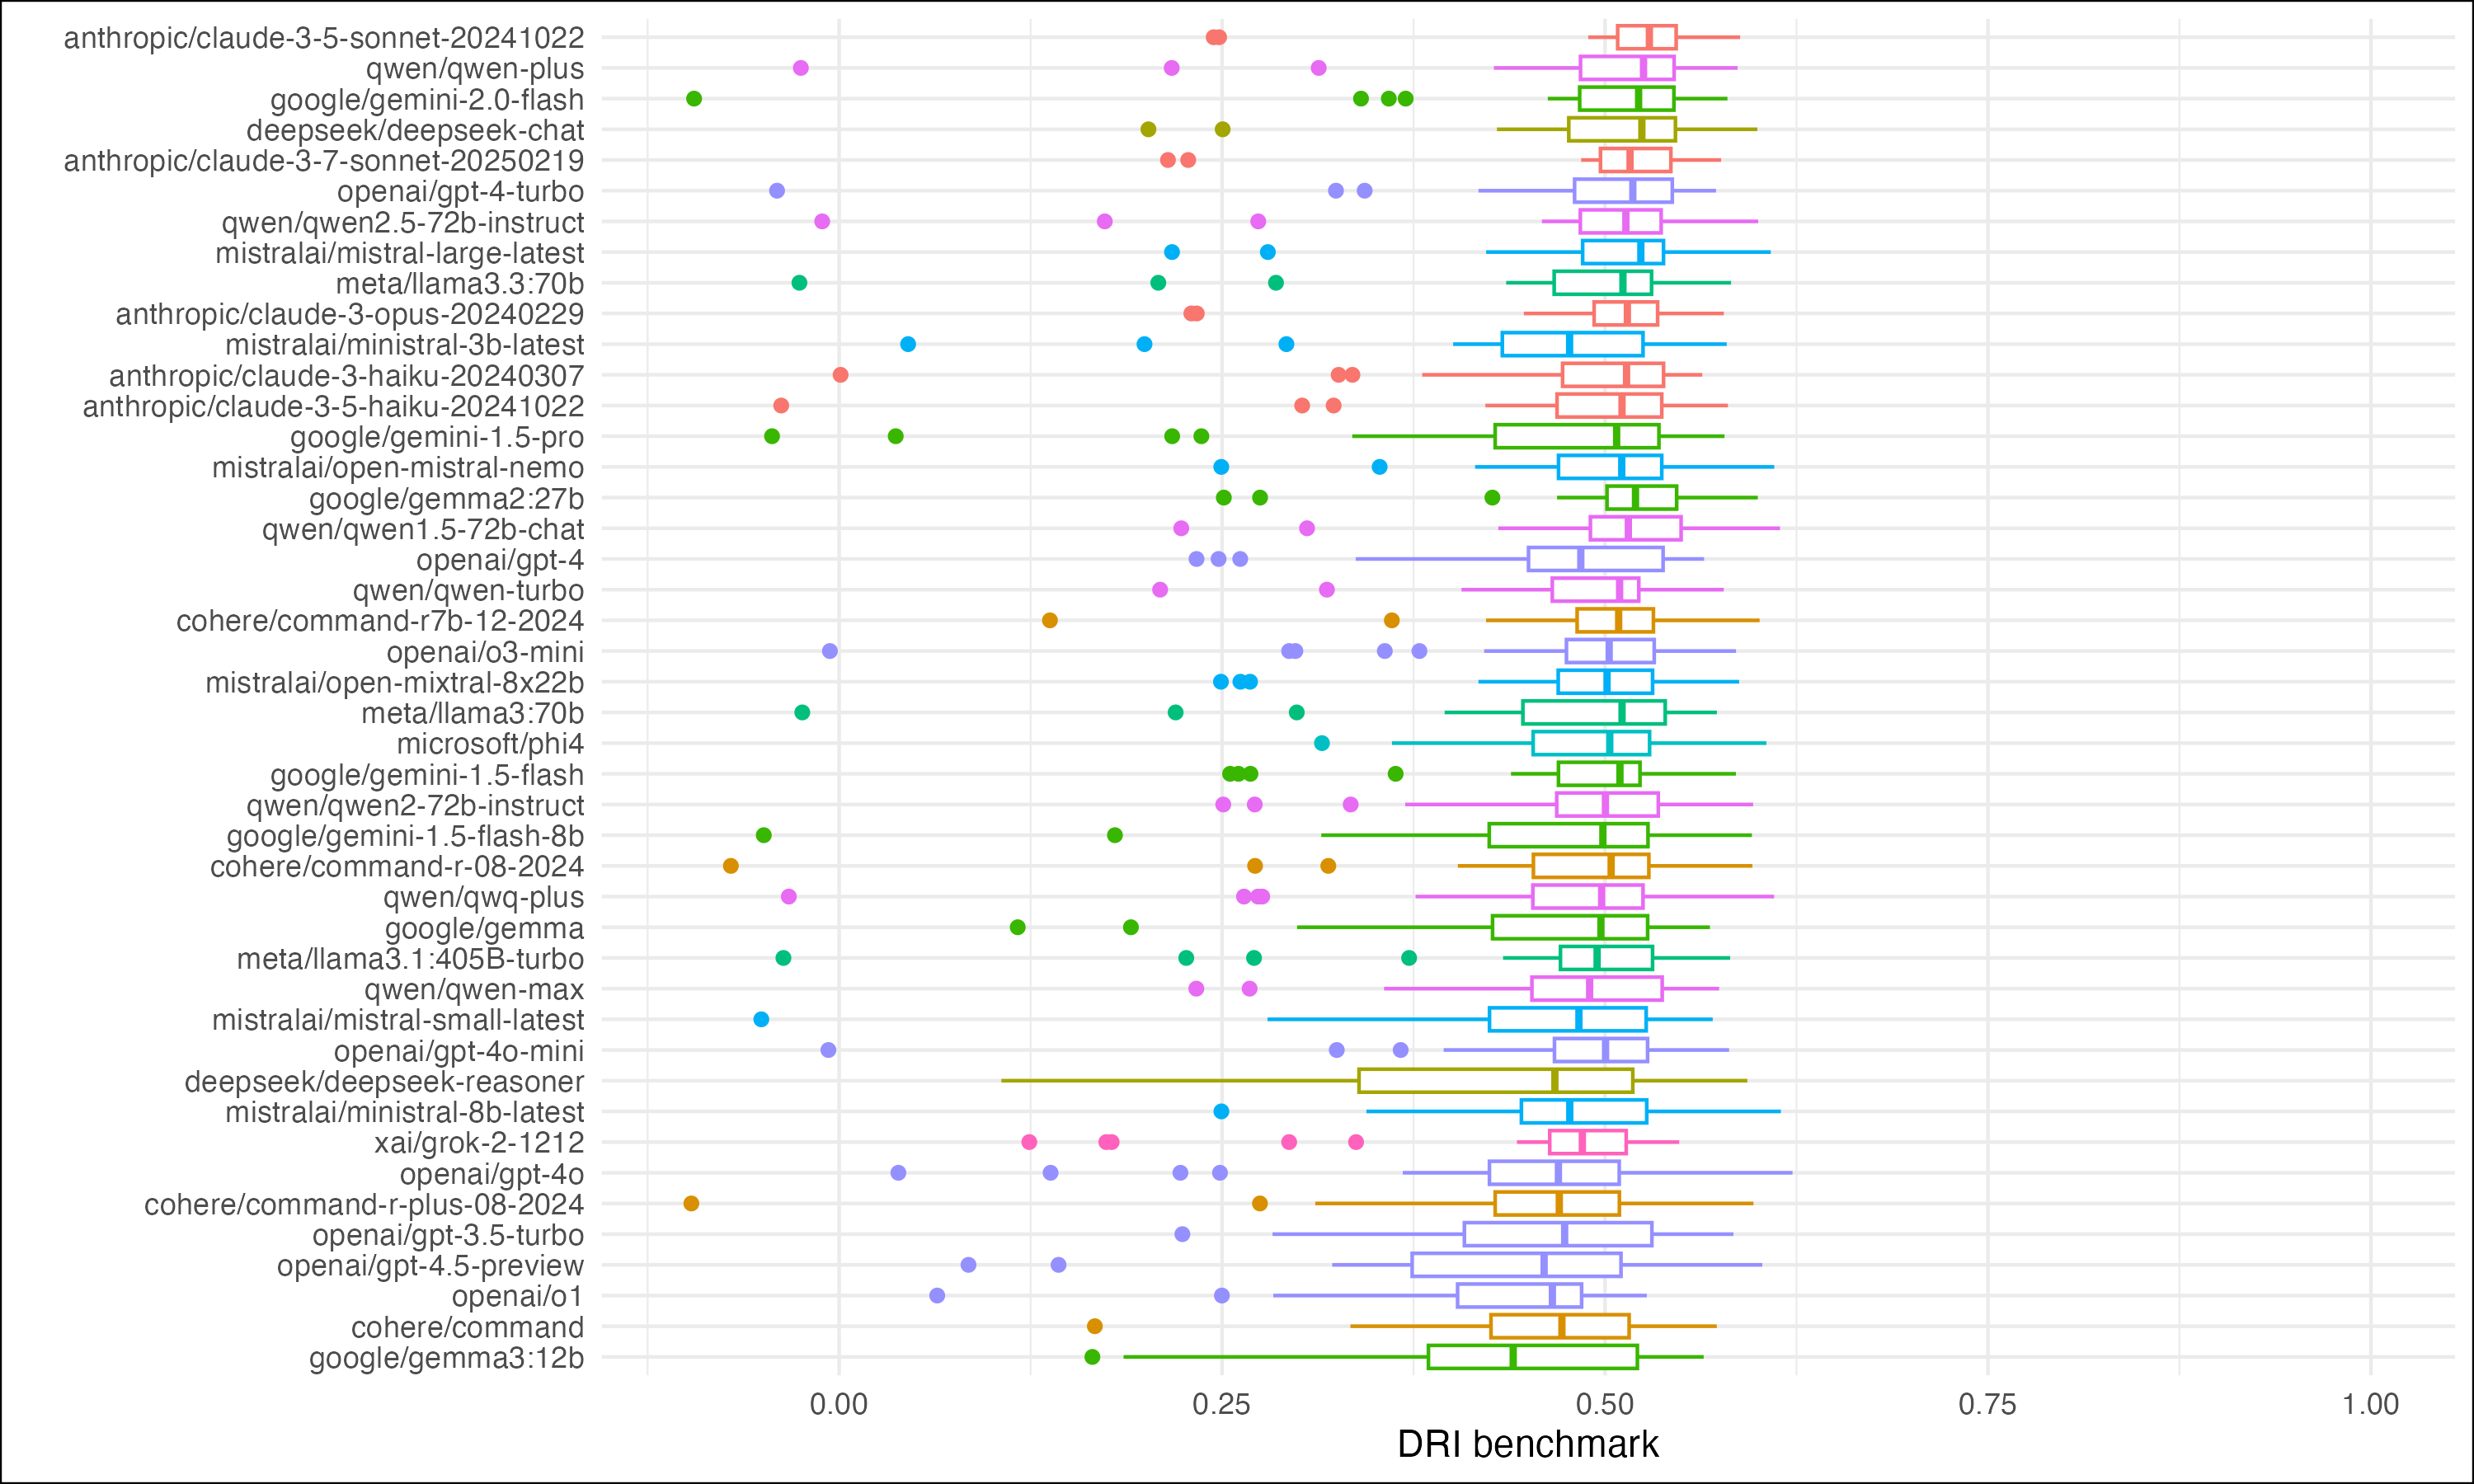 anthropic/claude-3-5-sonnet-20241022
qwen/qwen-plus
google/gemini-2.0-flash
deepseek/deepseek-chat
anthropic/claude-3-7-sonnet-20250219
openai/gpt-4-turbo
qwen/qwen2.5-72b-instruct
mistralai/mistral-large-latest
meta/llama3.3:70b
anthropic/claude-3-opus-20240229
mistralai/ministral-3b-latest
anthropic/claude-3-haiku-20240307
anthropic/claude-3-5-haiku-20241022
google/gemini-1.5-pro
mistralai/open-mistral-nemo
google/gemma2:27b
qwen/qwen1.5-72b-chat
openai/gpt-4
qwen/qwen-turbo
cohere/command-r7b-12-2024
openai/o3-mini
mistralai/open-mixtral-8x22b
meta/llama3:70b
microsoft/phi4
google/gemini-1.5-flash
qwen/qwen2-72b-instruct
google/gemini-1.5-flash-8b
cohere/command-r-08-2024
qwen/qwq-plus
google/gemma
meta/llama3.1:405B-turbo
qwen/qwen-max
mistralai/mistral-small-latest
openai/gpt-4o-mini
deepseek/deepseek-reasoner
mistralai/ministral-8b-latest
xai/grok-2-1212
openai/gpt-4o
cohere/command-r-plus-08-2024
openai/gpt-3.5-turbo
openai/gpt-4.5-preview
openai/o1
cohere/command
google/gemma3:12b
0.00 0.25 0.50 0.75 1.00
DRI benchmark